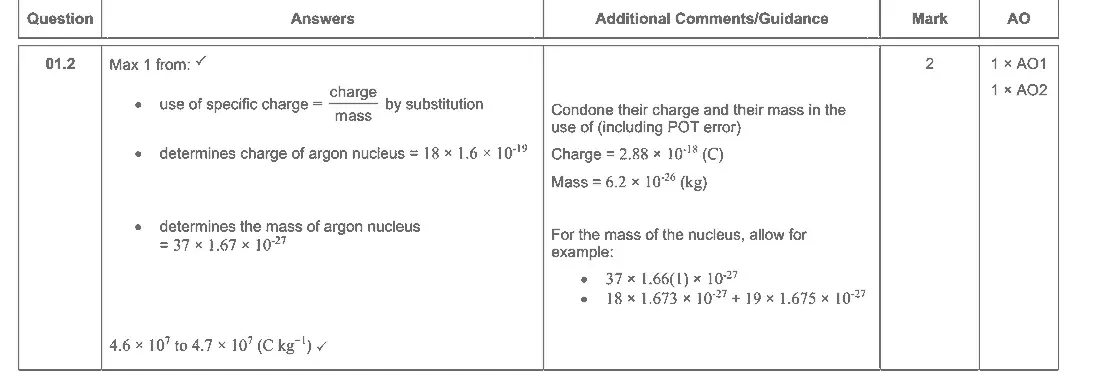 Question Answers Additional Comments/Guidance Mark AO
01.2 Max 1 from: ✓ 2 1 × AO1
1 × AO2
• use of specific charge = charge/mass by substitution
Condone their charge and their mass in the
use of (including POT error)
• determines charge of argon nucleus = 18 × 1.6 × 10⁻¹⁹
Charge = 2.88 × 10⁻¹⁸ (C)
Mass = 6.2 × 10⁻²⁶ (kg)
• determines the mass of argon nucleus
= 37 × 1.67 × 10⁻²⁷
For the mass of the nucleus, allow for
example:
• 37 × 1.66(1) × 10⁻²⁷
• 18 × 1.673 × 10⁻²⁷ + 19 × 1.675 × 10⁻²⁷
4.6 × 10⁷ to 4.7 × 10⁷ (C kg⁻¹) ✓